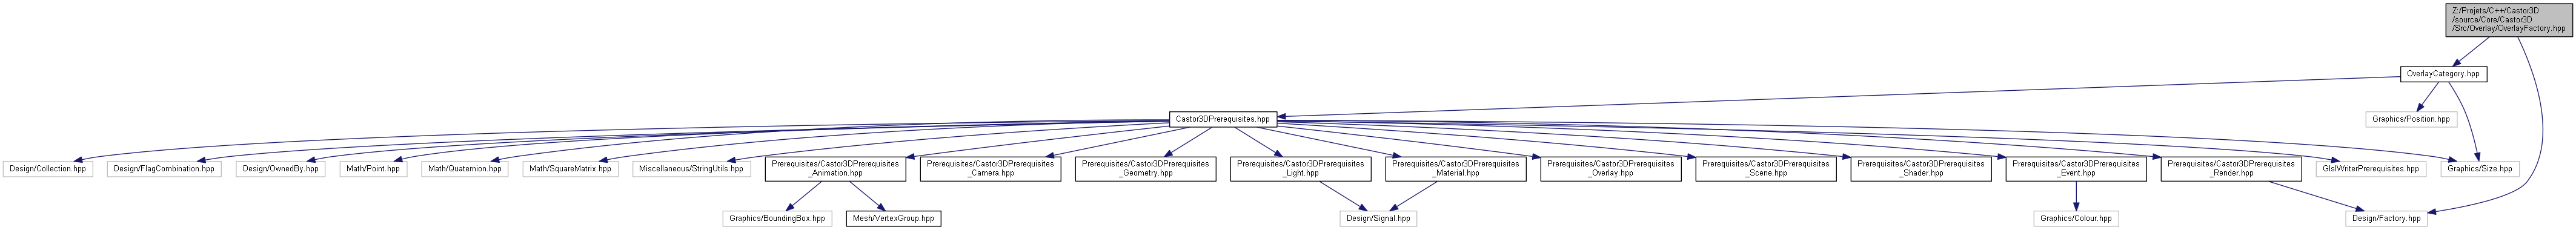 Z:/Projets/C++/Castor3D
/source/Core/Castor3D
/Src/Overlay/OverlayFactory.hpp
OverlayCategory.hpp
Castor3DPrerequisites.hpp
Graphics/Position.hpp
Design/Collection.hpp
Design/FlagCombination.hpp
Design/OwnedBy.hpp
Math/Point.hpp
Math/Quaternion.hpp
Math/SquareMatrix.hpp
Miscellaneous/StringUtils.hpp
Prerequisites/Castor3DPrerequisites
_Animation.hpp
Prerequisites/Castor3DPrerequisites
_Camera.hpp
Prerequisites/Castor3DPrerequisites
_Geometry.hpp
Prerequisites/Castor3DPrerequisites
_Light.hpp
Prerequisites/Castor3DPrerequisites
_Material.hpp
Prerequisites/Castor3DPrerequisites
_Overlay.hpp
Prerequisites/Castor3DPrerequisites
_Scene.hpp
Prerequisites/Castor3DPrerequisites
_Shader.hpp
Prerequisites/Castor3DPrerequisites
_Event.hpp
Prerequisites/Castor3DPrerequisites
_Render.hpp
GlslWriterPrerequisites.hpp
Graphics/Size.hpp
Graphics/BoundingBox.hpp
Mesh/VertexGroup.hpp
Design/Signal.hpp
Graphics/Colour.hpp
Design/Factory.hpp